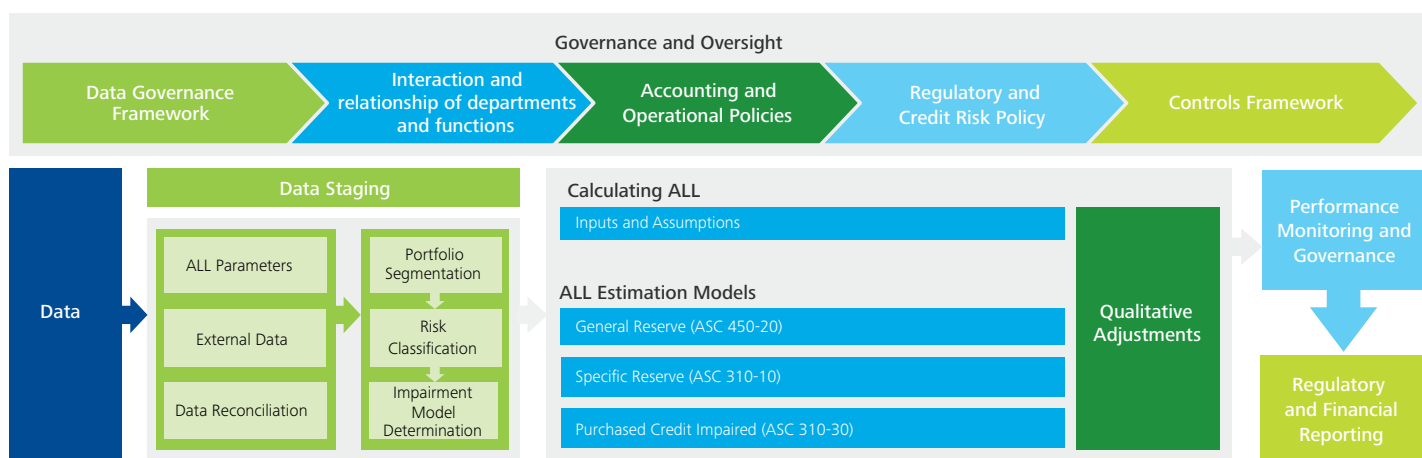 Governance and Oversight
Data Governance
Framework
Interaction and
relationship of departments
and functions
Accounting and
Operational Policies
Regulatory and
Credit Risk Policy
Controls Framework
Data
Data Staging
ALL Parameters
External Data
Data Reconciliation
Portfolio
Segmentation
Risk
Classification
Impairment
Model
Determination
Calculating ALL
Inputs and Assumptions
ALL Estimation Models
General Reserve (ASC 450-20)
Specific Reserve (ASC 310-10)
Purchased Credit Impaired (ASC 310-30)
Qualitative
Adjustments
Performance
Monitoring and
Governance
Regulatory
and Financial
Reporting